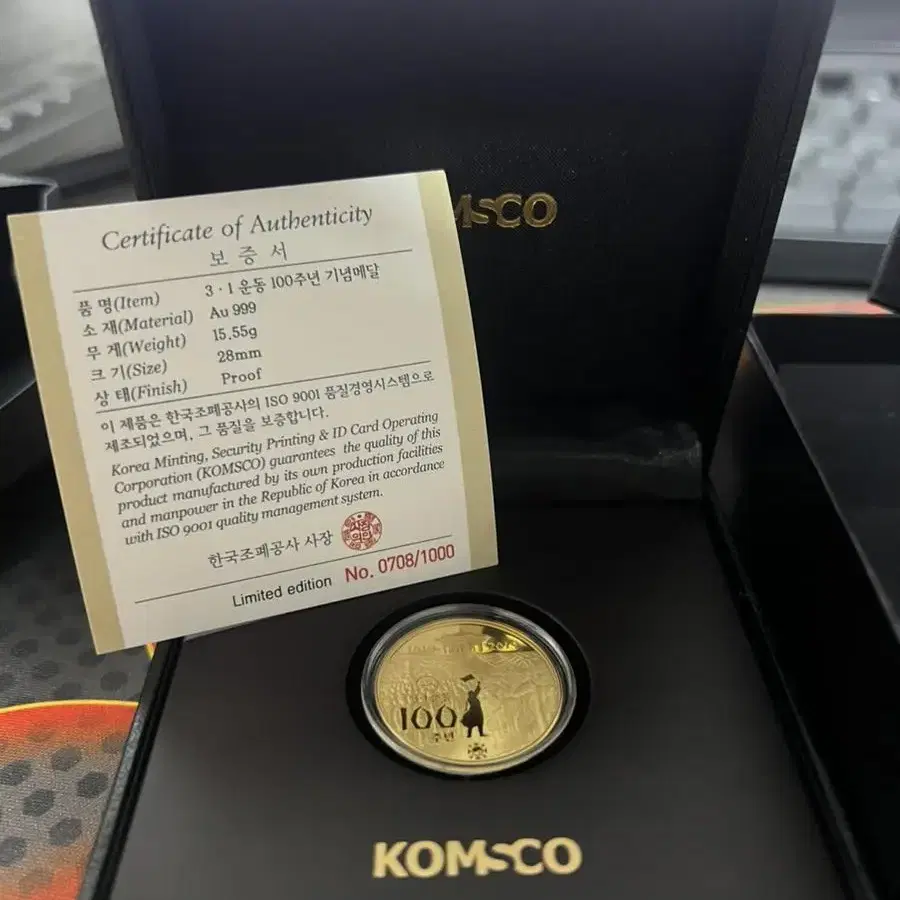 MSCO
Certificate of Authenticity
보 증 서
품 명(Item) 3·1 운동 100주년 기념메달
소 재(Material) Au 999
무 게(Weight) 15.55g
크 기(Size) 28mm
상 태(Finish) Proof
이 제품은 한국조폐공사의 ISO 9001 품질경영시스템으로
제조되었으며, 그 품질을 보증합니다.
Korea Minting, Security Printing & ID Card Operating
Corporation (KOMSCO) guarantees the quality of this
product manufactured by its own production facilities
and manpower in the Republic of Korea in accordance
with ISO 9001 quality management system.
한국조폐공사 사장
Limited edition No. 0708/1000
100
주년
KOMSCO